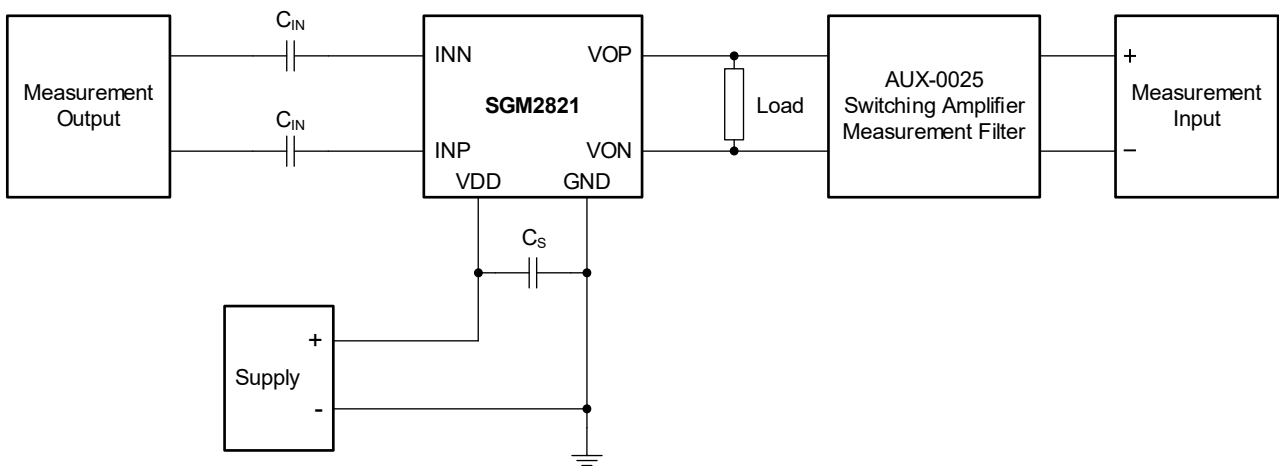 Measurement
Output
C_IN
C_IN
INN
INP
SGM2821
VOP
VON
VDD
GND
Load
AUX-0025
Switching Amplifier
Measurement Filter
+
−
Measurement
Input
C_S
Supply
+
-